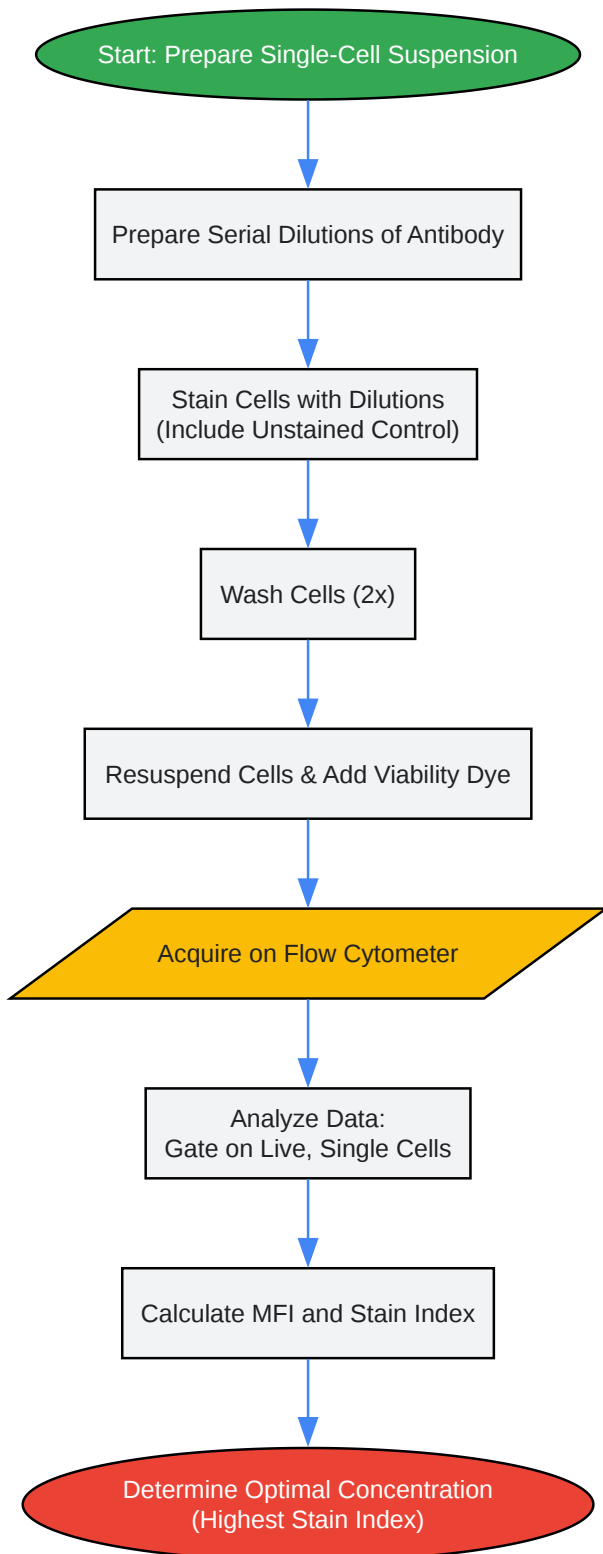 Start: Prepare Single-Cell Suspension
Prepare Serial Dilutions of Antibody
Stain Cells with Dilutions
(Include Unstained Control)
Wash Cells (2x)
Resuspend Cells & Add Viability Dye
Acquire on Flow Cytometer
Analyze Data:
Gate on Live, Single Cells
Calculate MFI and Stain Index
Determine Optimal Concentration
(Highest Stain Index)